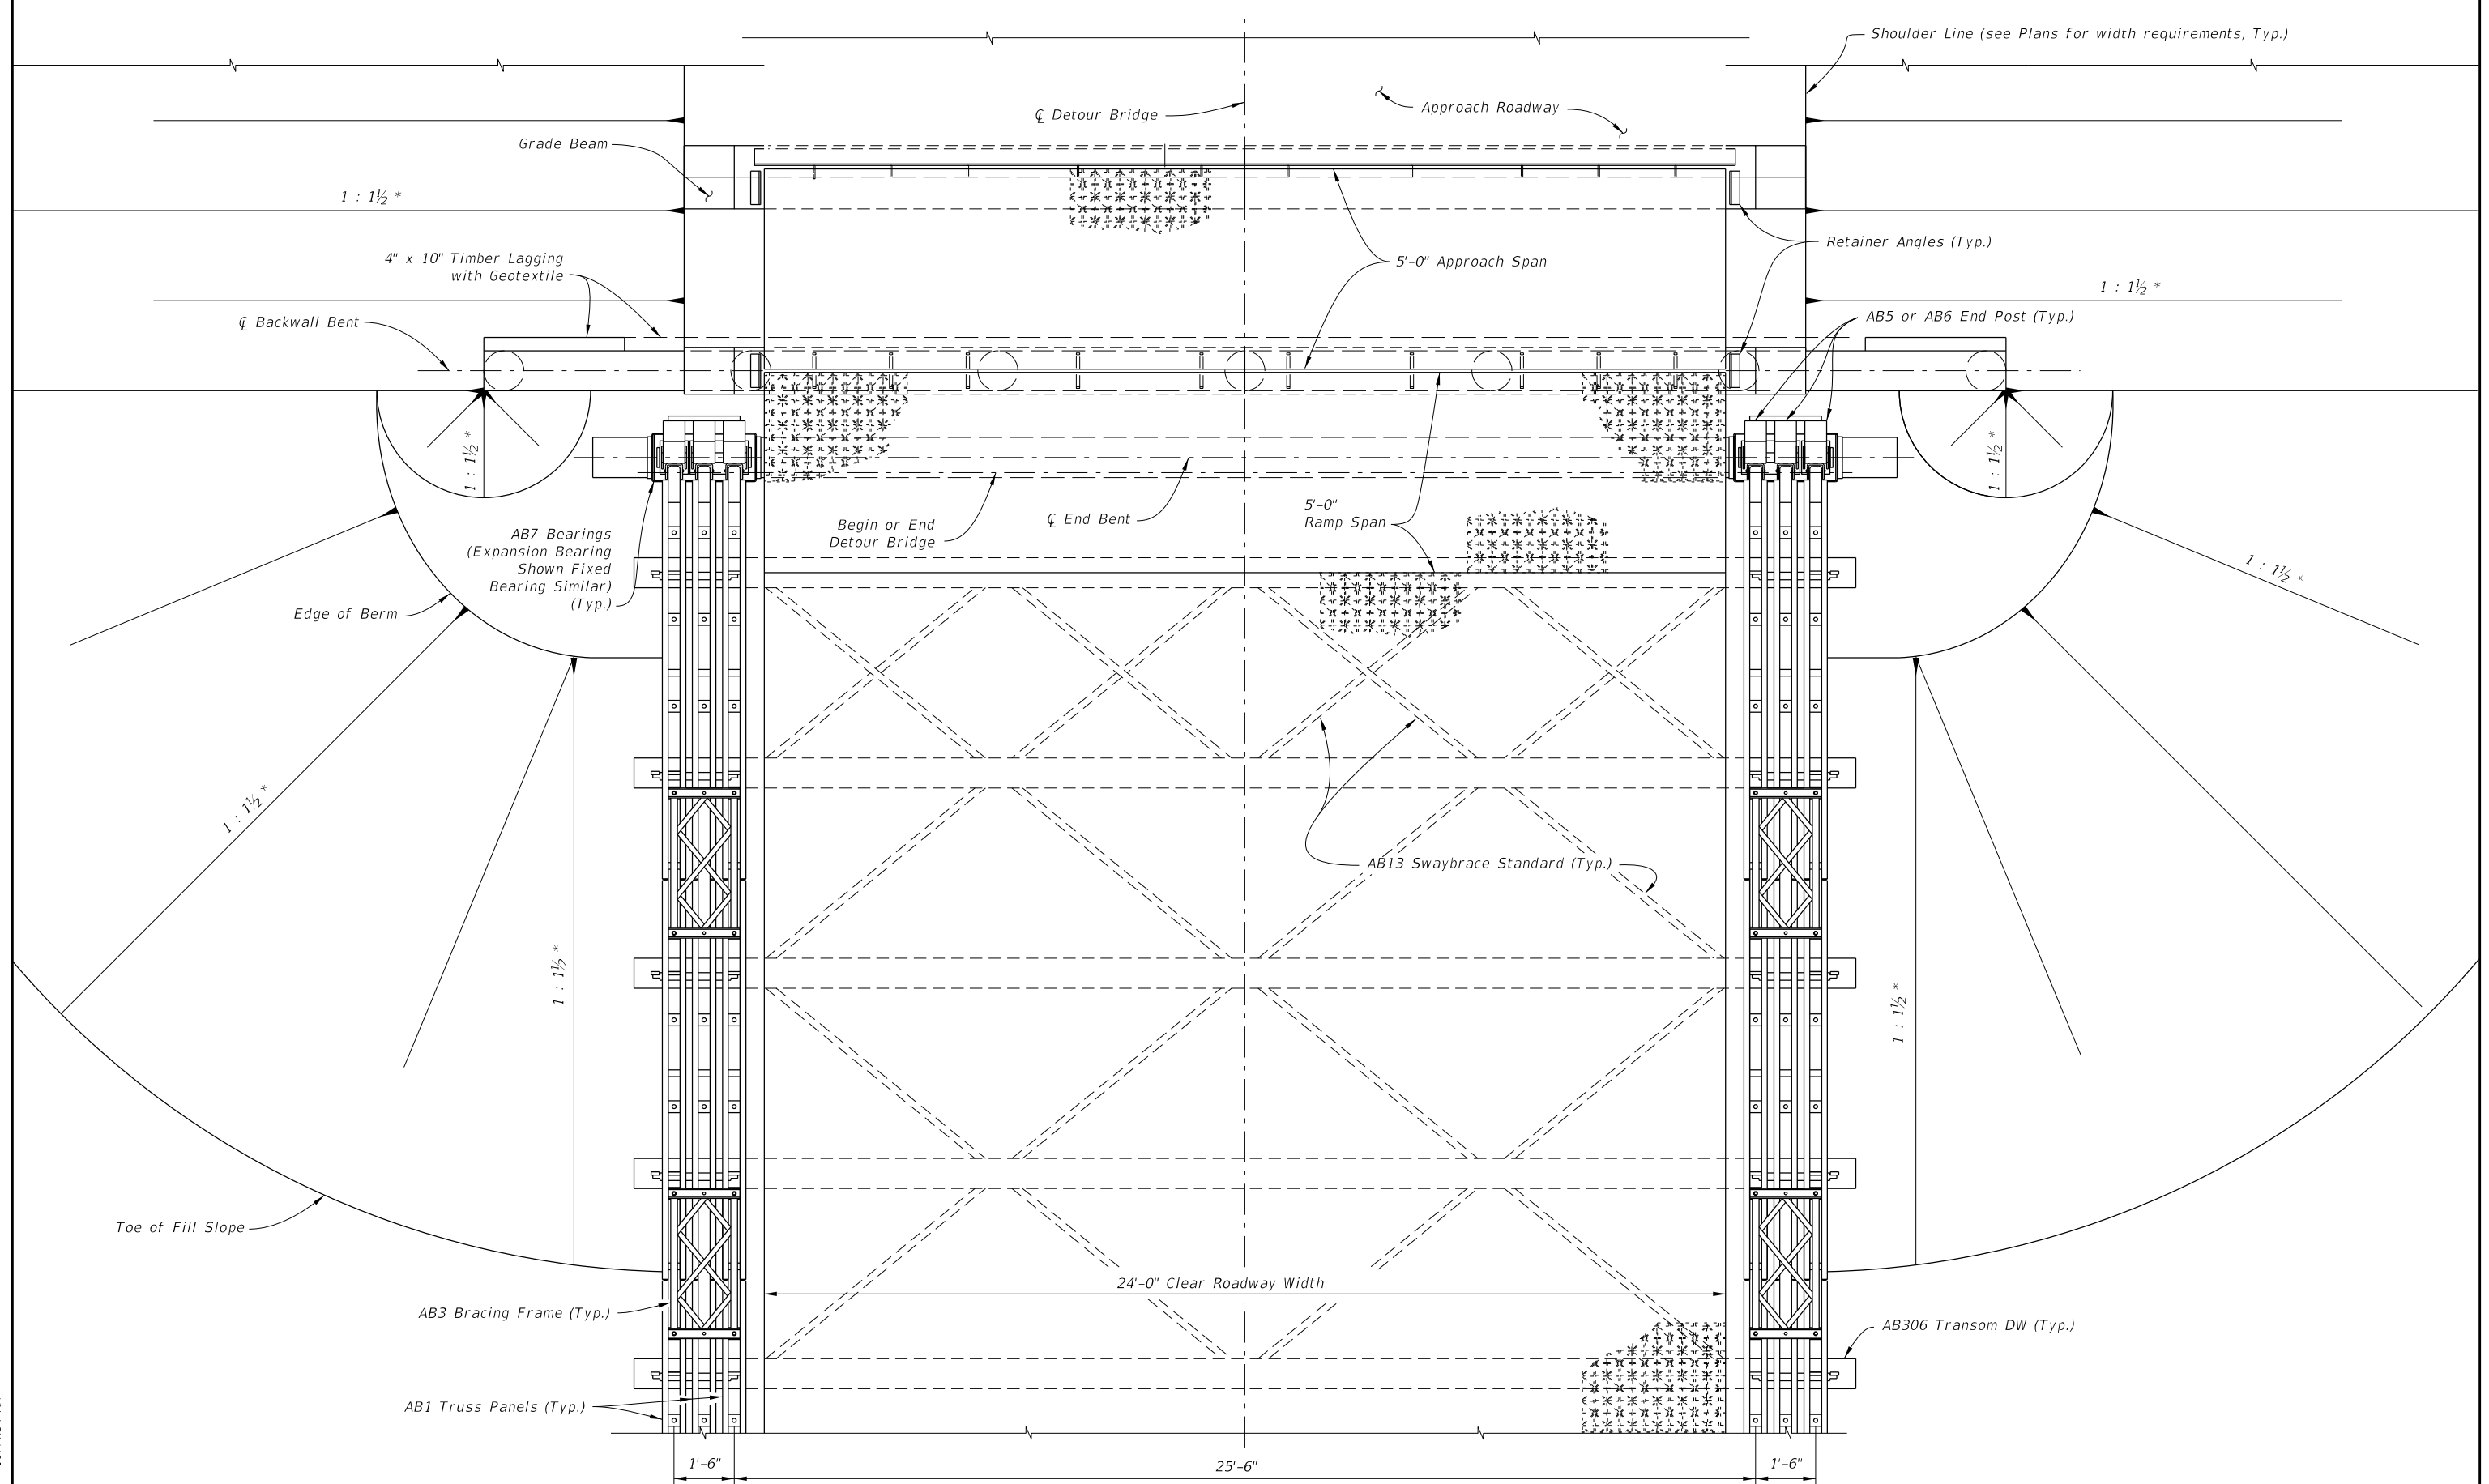 Shoulder Line (see Plans for width requirements, Typ.)
℄ Detour Bridge
Approach Roadway
Grade Beam
1 : 1½ *
Retainer Angles (Typ.)
4" x 10" Timber Lagging
with Geotextile
5'-0" Approach Span
1 : 1½ *
℄ Backwall Bent
AB5 or AB6 End Post (Typ.)
1 : 1½ *
1 : 1½ *
5'-0"
Ramp Span
℄ End Bent
Begin or End
Detour Bridge
AB7 Bearings
(Expansion Bearing
Shown Fixed
Bearing Similar)
(Typ.)
1 : 1½ *
Edge of Berm
1 : 1½ *
AB13 Swaybrace Standard (Typ.)
1 : 1½ *
1 : 1½ *
Toe of Fill Slope
24'-0" Clear Roadway Width
AB3 Bracing Frame (Typ.)
AB306 Transom DW (Typ.)
AB1 Truss Panels (Typ.)
1'-6"
25'-6"
1'-6"